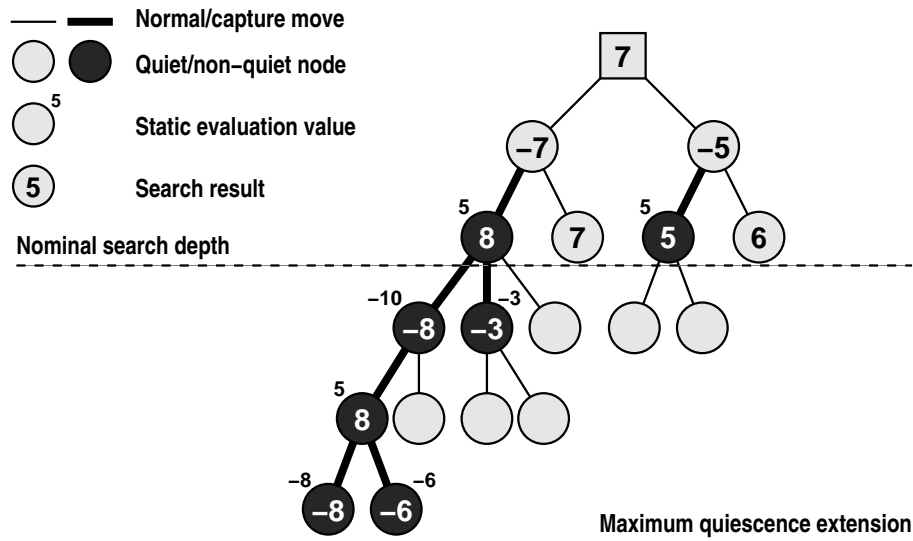 Normal/capture move
7
Quiet/non−quiet node
5
Static evaluation value
−7 −5
5 Search result
5 5
8 7 5 6
Nominal search depth
−10 −3
−8 −3
5
8
−8 −6
−8 −6
Maximum quiescence extension